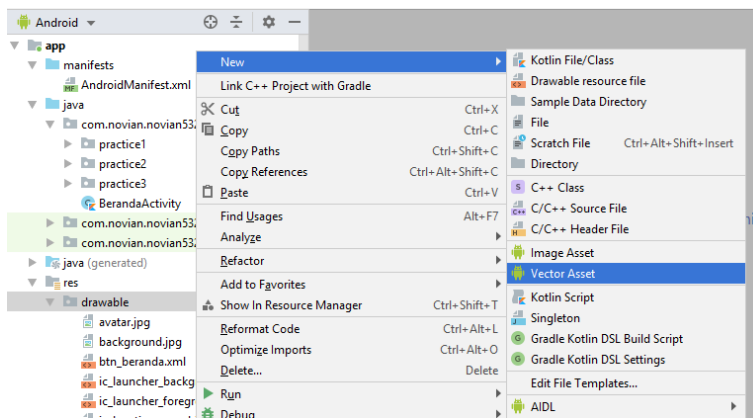 Android
app
manifests
AndroidManifest.xml
java
com.novian.novian532
practice1
practice2
practice3
BerandaActivity
com.novian.novian532
com.novian.novian532
java (generated)
res
drawable
avatar.jpg
background.jpg
btn_beranda.xml
ic_launcher_backg
ic_launcher_foregr
New
Link C++ Project with Gradle
Cut Ctrl+X
Copy Ctrl+C
Copy Paths Ctrl+Shift+C
Copy References Ctrl+Alt+Shift+C
Paste Ctrl+V
Find Usages Alt+F7
Analyze
Refactor
Add to Favorites
Show In Resource Manager Ctrl+Shift+T
Reformat Code Ctrl+Alt+L
Optimize Imports Ctrl+Alt+O
Delete... Delete
Run
Debug
Kotlin File/Class
Drawable resource file
Sample Data Directory
File
Scratch File Ctrl+Alt+Shift+Insert
Directory
C++ Class
C/C++ Source File
C/C++ Header File
Image Asset
Vector Asset
Kotlin Script
Singleton
Gradle Kotlin DSL Build Script
Gradle Kotlin DSL Settings
Edit File Templates...
AIDL